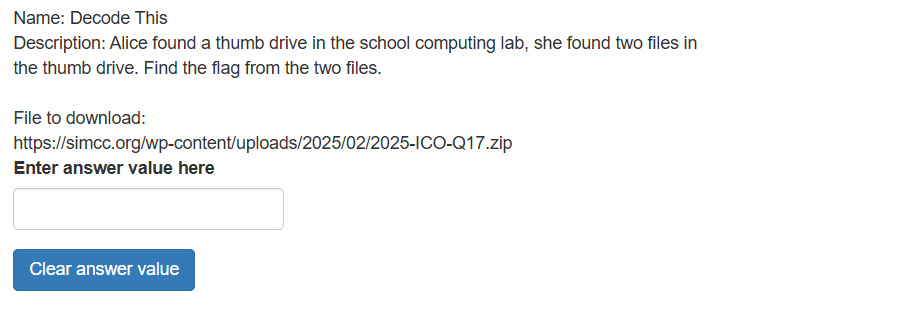 Name: Decode This
Description: Alice found a thumb drive in the school computing lab, she found two files in
the thumb drive. Find the flag from the two files.
File to download:
https://simcc.org/wp-content/uploads/2025/02/2025-ICO-Q17.zip
Enter answer value here
Clear answer value